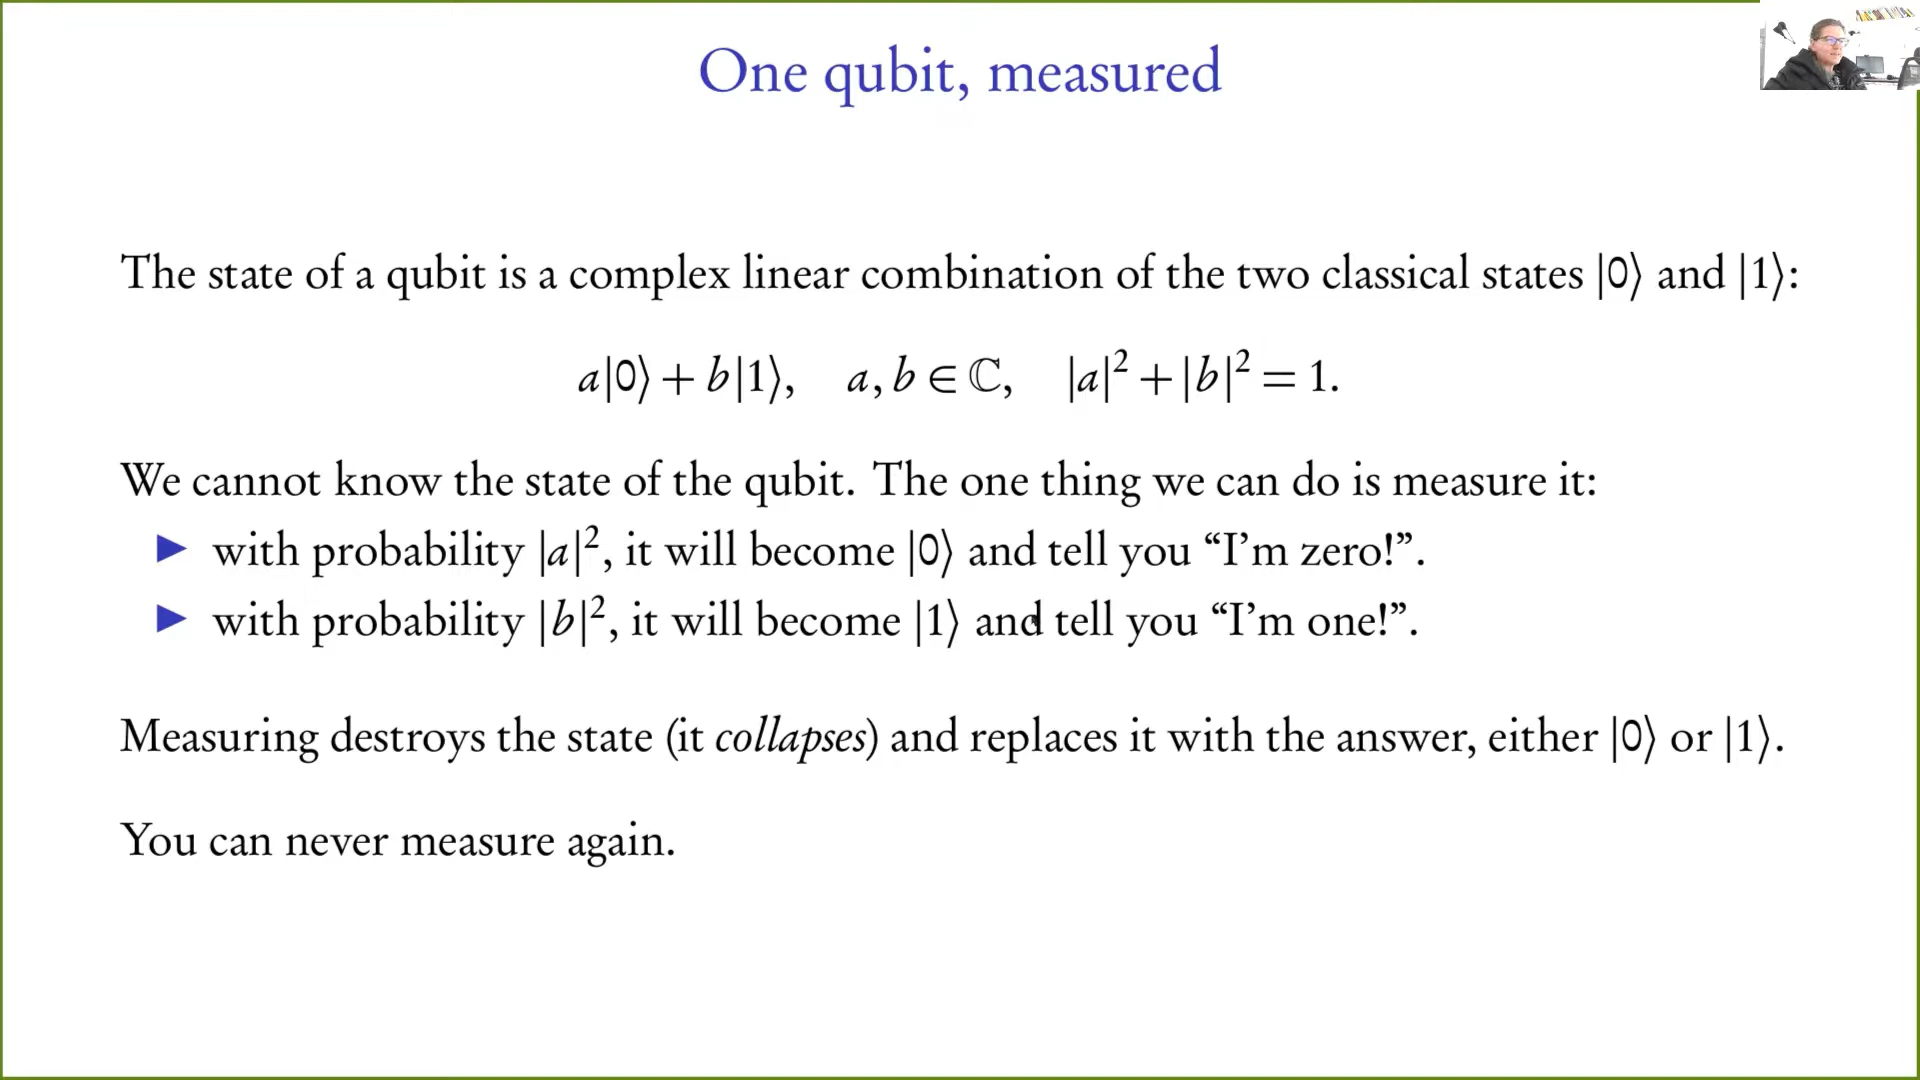 One qubit, measured
The state of a qubit is a complex linear combination of the two classical states |0⟩ and |1⟩:
a|0⟩ + b|1⟩, a, b ∈ ℂ, |a|² + |b|² = 1.
We cannot know the state of the qubit. The one thing we can do is measure it:
▶ with probability |a|², it will become |0⟩ and tell you “I’m zero!”.
▶ with probability |b|², it will become |1⟩ and tell you “I’m one!”.
Measuring destroys the state (it collapses) and replaces it with the answer, either |0⟩ or |1⟩.
You can never measure again.